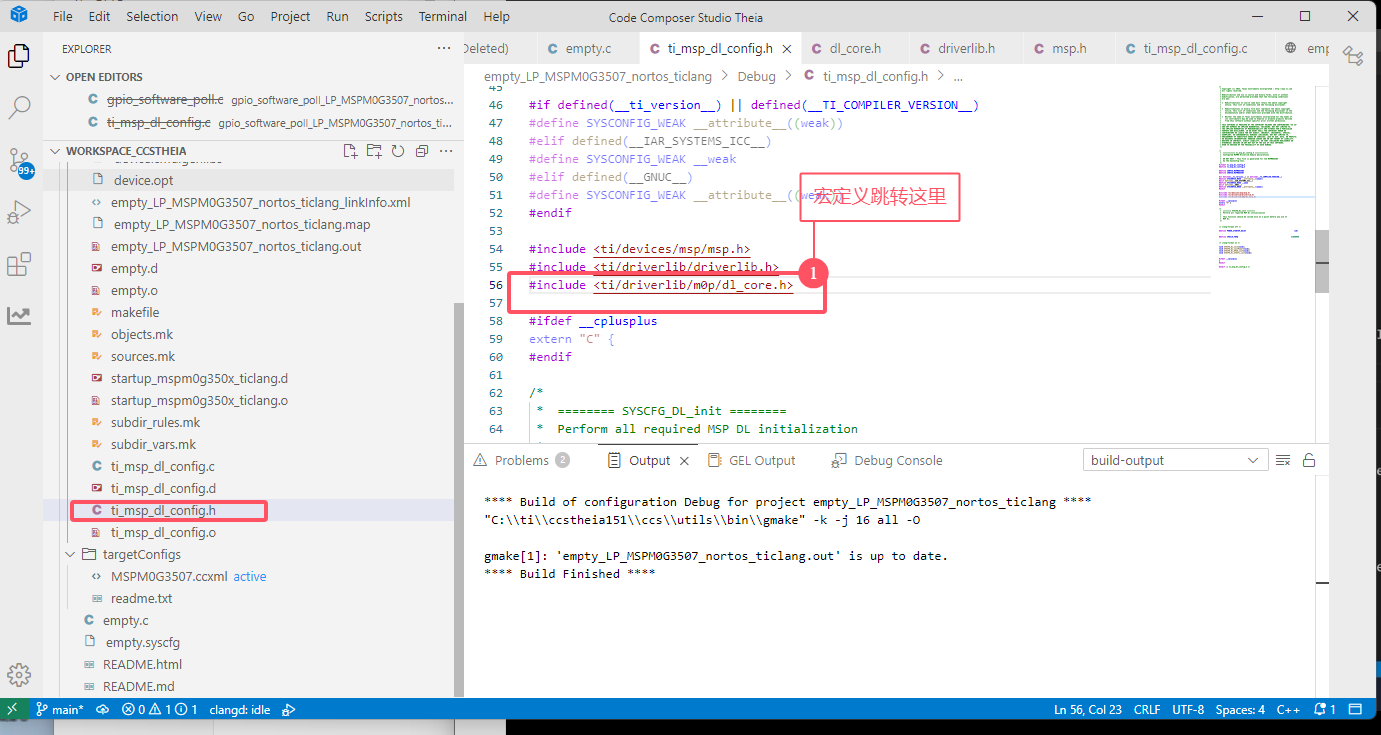 File Edit Selection View Go Project Run Scripts Terminal Help
Code Composer Studio Theia
EXPLORER
OPEN EDITORS
gpio_software_poll.c gpio_software_poll_LP_MSPM0G3507_nortos...
ti_msp_dl_config.c gpio_software_poll_LP_MSPM0G3507_nortos_ti...
WORKSPACE_CCSTHEIA
99+
device.opt
empty_LP_MSPM0G3507_nortos_ticlang_linkInfo.xml
empty_LP_MSPM0G3507_nortos_ticlang.map
empty_LP_MSPM0G3507_nortos_ticlang.out
empty.d
empty.o
makefile
objects.mk
sources.mk
startup_mspm0g350x_ticlang.d
startup_mspm0g350x_ticlang.o
subdir_rules.mk
subdir_vars.mk
ti_msp_dl_config.c
ti_msp_dl_config.d
ti_msp_dl_config.h
ti_msp_dl_config.o
targetConfigs
MSPM0G3507.ccxml active
readme.txt
empty.c
empty.syscfg
README.html
README.md
Deleted) empty.c ti_msp_dl_config.h dl_core.h driverlib.h msp.h ti_msp_dl_config.c
empty_LP_MSPM0G3507_nortos_ticlang > Debug > ti_msp_dl_config.h > ...
45
46 #if defined(__ti_version__) || defined(__TI_COMPILER_VERSION__)
47 #define SYSCONFIG_WEAK __attribute__((weak))
48 #elif defined(__IAR_SYSTEMS_ICC__)
49 #define SYSCONFIG_WEAK __weak
50 #elif defined(__GNUC__)
51 #define SYSCONFIG_WEAK __attribute__((
宏定义跳转这里
52 #endif
53
54 #include <ti/devices/msp/msp.h>
55 #include <ti/driverlib/driverlib.h>
1
56 #include <ti/driverlib/m0p/dl_core.h>
57
58 #ifdef __cplusplus
59 extern "C" {
60 #endif
61
62 /*
63 * ======== SYSCFG_DL_init ========
64 * Perform all required MSP DL initialization
Problems 2 Output GEL Output Debug Console
build-output
**** Build of configuration Debug for project empty_LP_MSPM0G3507_nortos_ticlang ****
"C:\\ti\\ccstheia151\\ccs\\utils\\bin\\gmake" -k -j 16 all -O
gmake[1]: 'empty_LP_MSPM0G3507_nortos_ticlang.out' is up to date.
**** Build Finished ****
main* 0 1 1 clangd: idle
Ln 56, Col 23 CRLF UTF-8 Spaces: 4 C++ 1